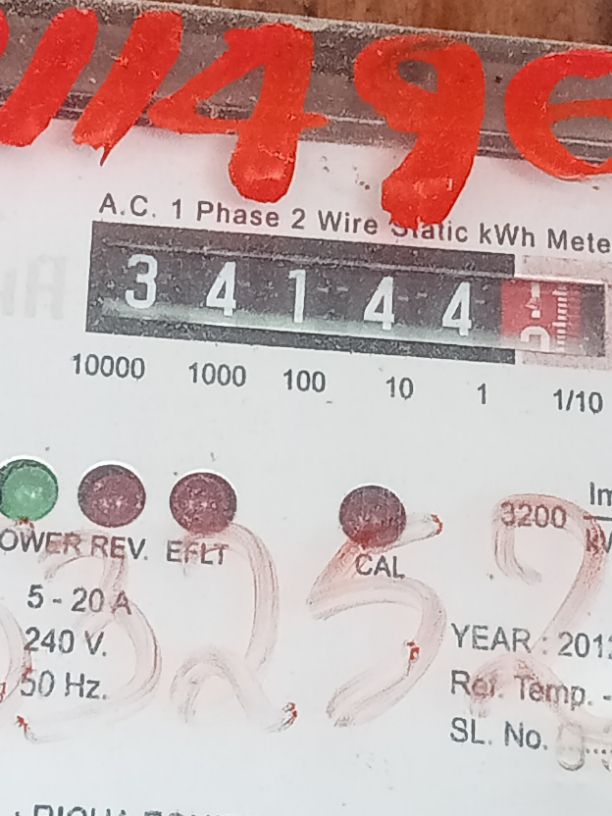 1149
A.C. 1 Phase 2 Wire Static kWh Mete
3 4 1 4 4
10000 1000 100 10 1 1/10
3200
OWER REV. EFLT CAL
5 - 20 A
240 V.
50 Hz.
YEAR : 201
Ref. Temp. -
SL. No.